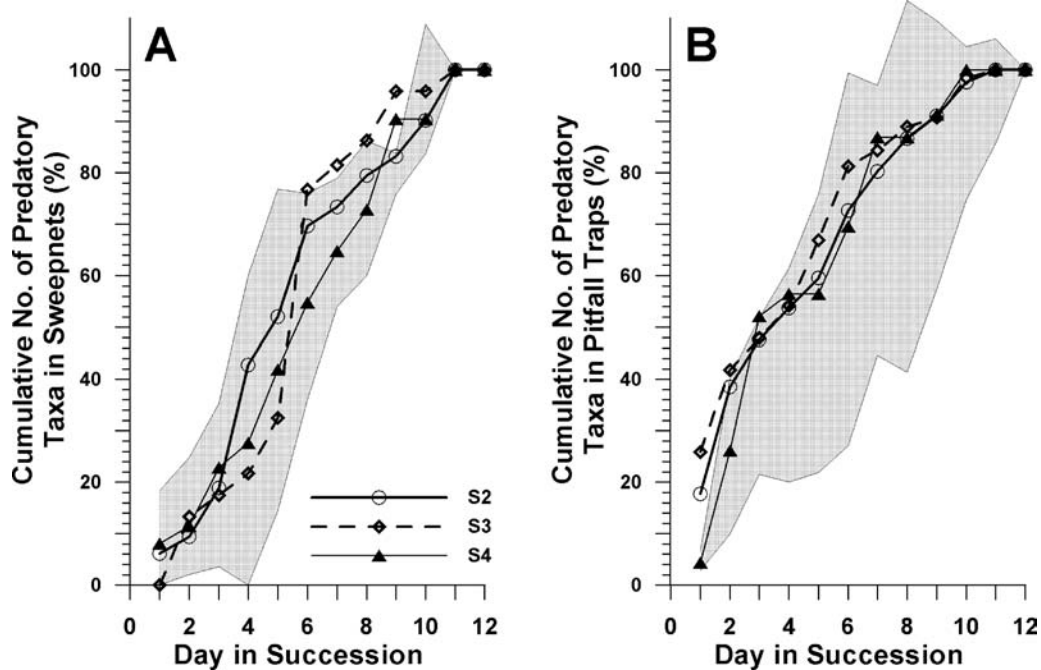 A
Cumulative No. of Predatory
Taxa in Sweepnets (%)
100
80
60
40
20
0
S2
S3
S4
0 2 4 6 8 10 12
Day in Succession
B
Cumulative No. of Predatory
Taxa in Pitfall Traps (%)
100
80
60
40
20
0
0 2 4 6 8 10 12
Day in Succession